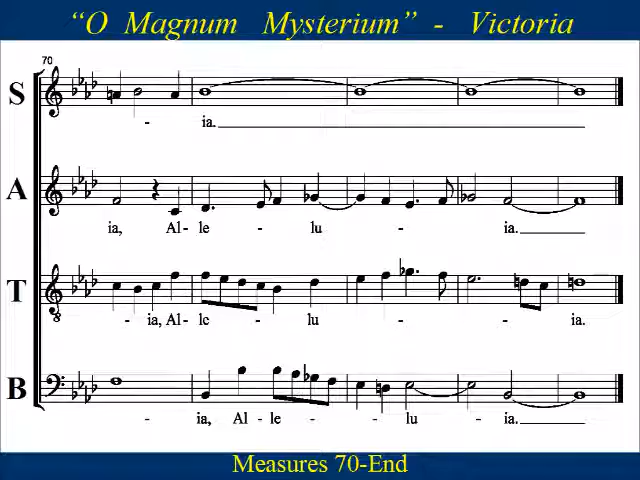 “O Magnum Mysterium” - Victoria
70
S
- ia.
A
ia, Al- le - lu - ia.
T
8
- ia, Al- le - lu - - ia.
B
- ia, Al - le - - lu - ia.
Measures 70-End